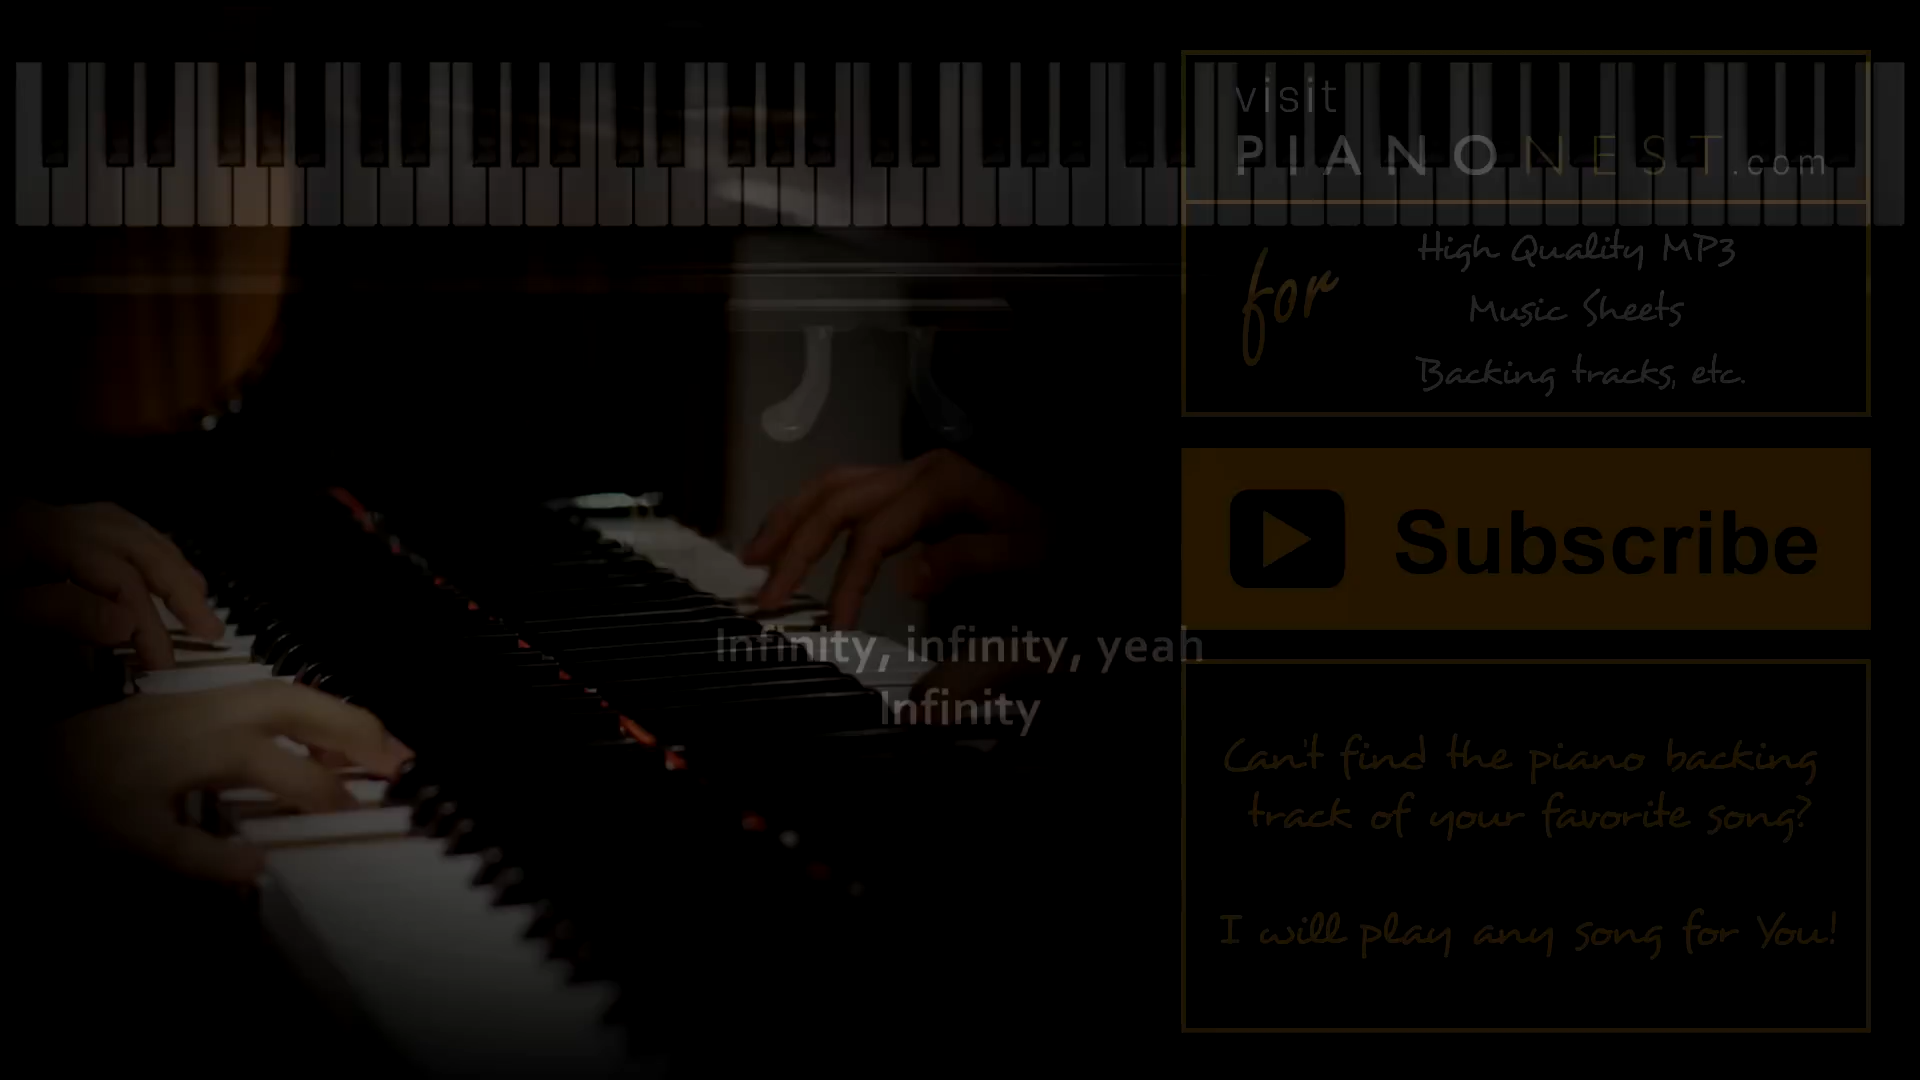 visit
PIANONEST.com
for
High Quality MP3
Music Sheets
Backing tracks, etc.
Subscribe
Infinity, infinity, yeah
Infinity
Can't find the piano backing
track of your favorite song?
I will play any song for You!